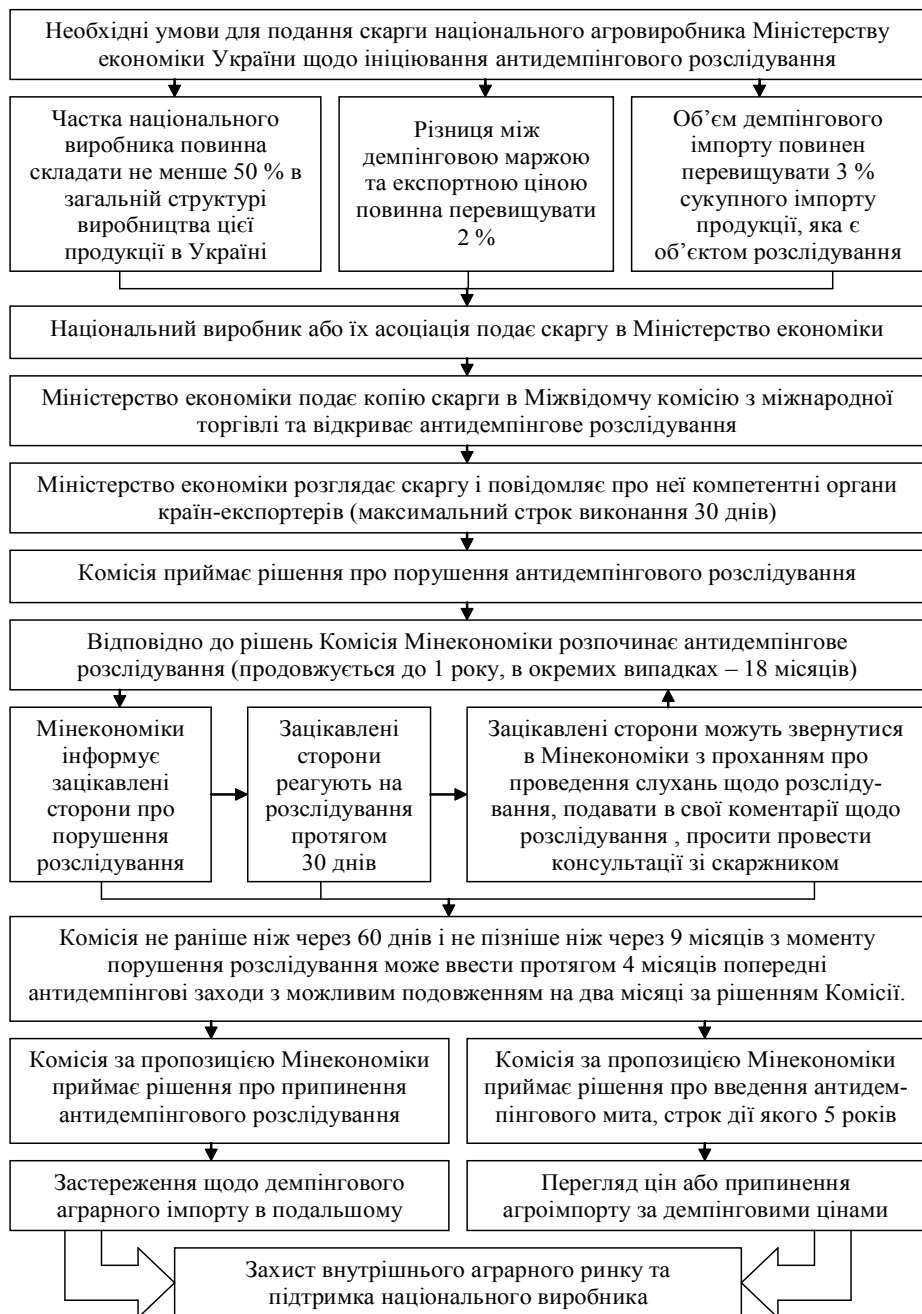 Необхідні умови для подання скарги національного агровиробника Міністерству
економіки України щодо ініціювання антидемпінгового розслідування
Частка національного
виробника повинна
складати не менше 50 % в
загальній структурі
виробництва цієї
продукції в Україні
Різниця між
демпінговою маржою
та експортною ціною
повинна перевищувати
2 %
Об’єм демпінгового
імпорту повинен
перевищувати 3 %
сукупного імпорту
продукції, яка є
об’єктом розслідування
Національний виробник або їх асоціація подає скаргу в Міністерство економіки
Міністерство економіки подає копію скарги в Міжвідомчу комісію з міжнародної
торгівлі та відкриває антидемпінгове розслідування
Міністерство економіки розглядає скаргу і повідомляє про неї компетентні органи
країн-експортерів (максимальний строк виконання 30 днів)
Комісія приймає рішення про порушення антидемпінгового розслідування
Відповідно до рішень Комісія Мінекономіки розпочинає антидемпінгове
розслідування (продовжується до 1 року, в окремих випадках – 18 місяців)
Мінекономіки
інформує
зацікавлені
сторони про
порушення
розслідування
Зацікавлені
сторони
реагують на
розслідування
протягом
30 днів
Зацікавлені сторони можуть звернутися
в Мінекономіки з проханням про
проведення слухань щодо розсліду-
вання, подавати в свої коментарії щодо
розслідування , просити провести
консультації зі скаржником
Комісія не раніше ніж через 60 днів і не пізніше ніж через 9 місяців з моменту
порушення розслідування може ввести протягом 4 місяців попередні
антидемпінгові заходи з можливим подовженням на два місяці за рішенням Комісії.
Комісія за пропозицією Мінекономіки
приймає рішення про припинення
антидемпінгового розслідування
Комісія за пропозицією Мінекономіки
приймає рішення про введення антидем-
пінгового мита, строк дії якого 5 років
Застереження щодо демпінгового
аграрного імпорту в подальшому
Перегляд цін або припинення
агроімпорту за демпінговими цінами
Захист внутрішнього аграрного ринку та
підтримка національного виробника